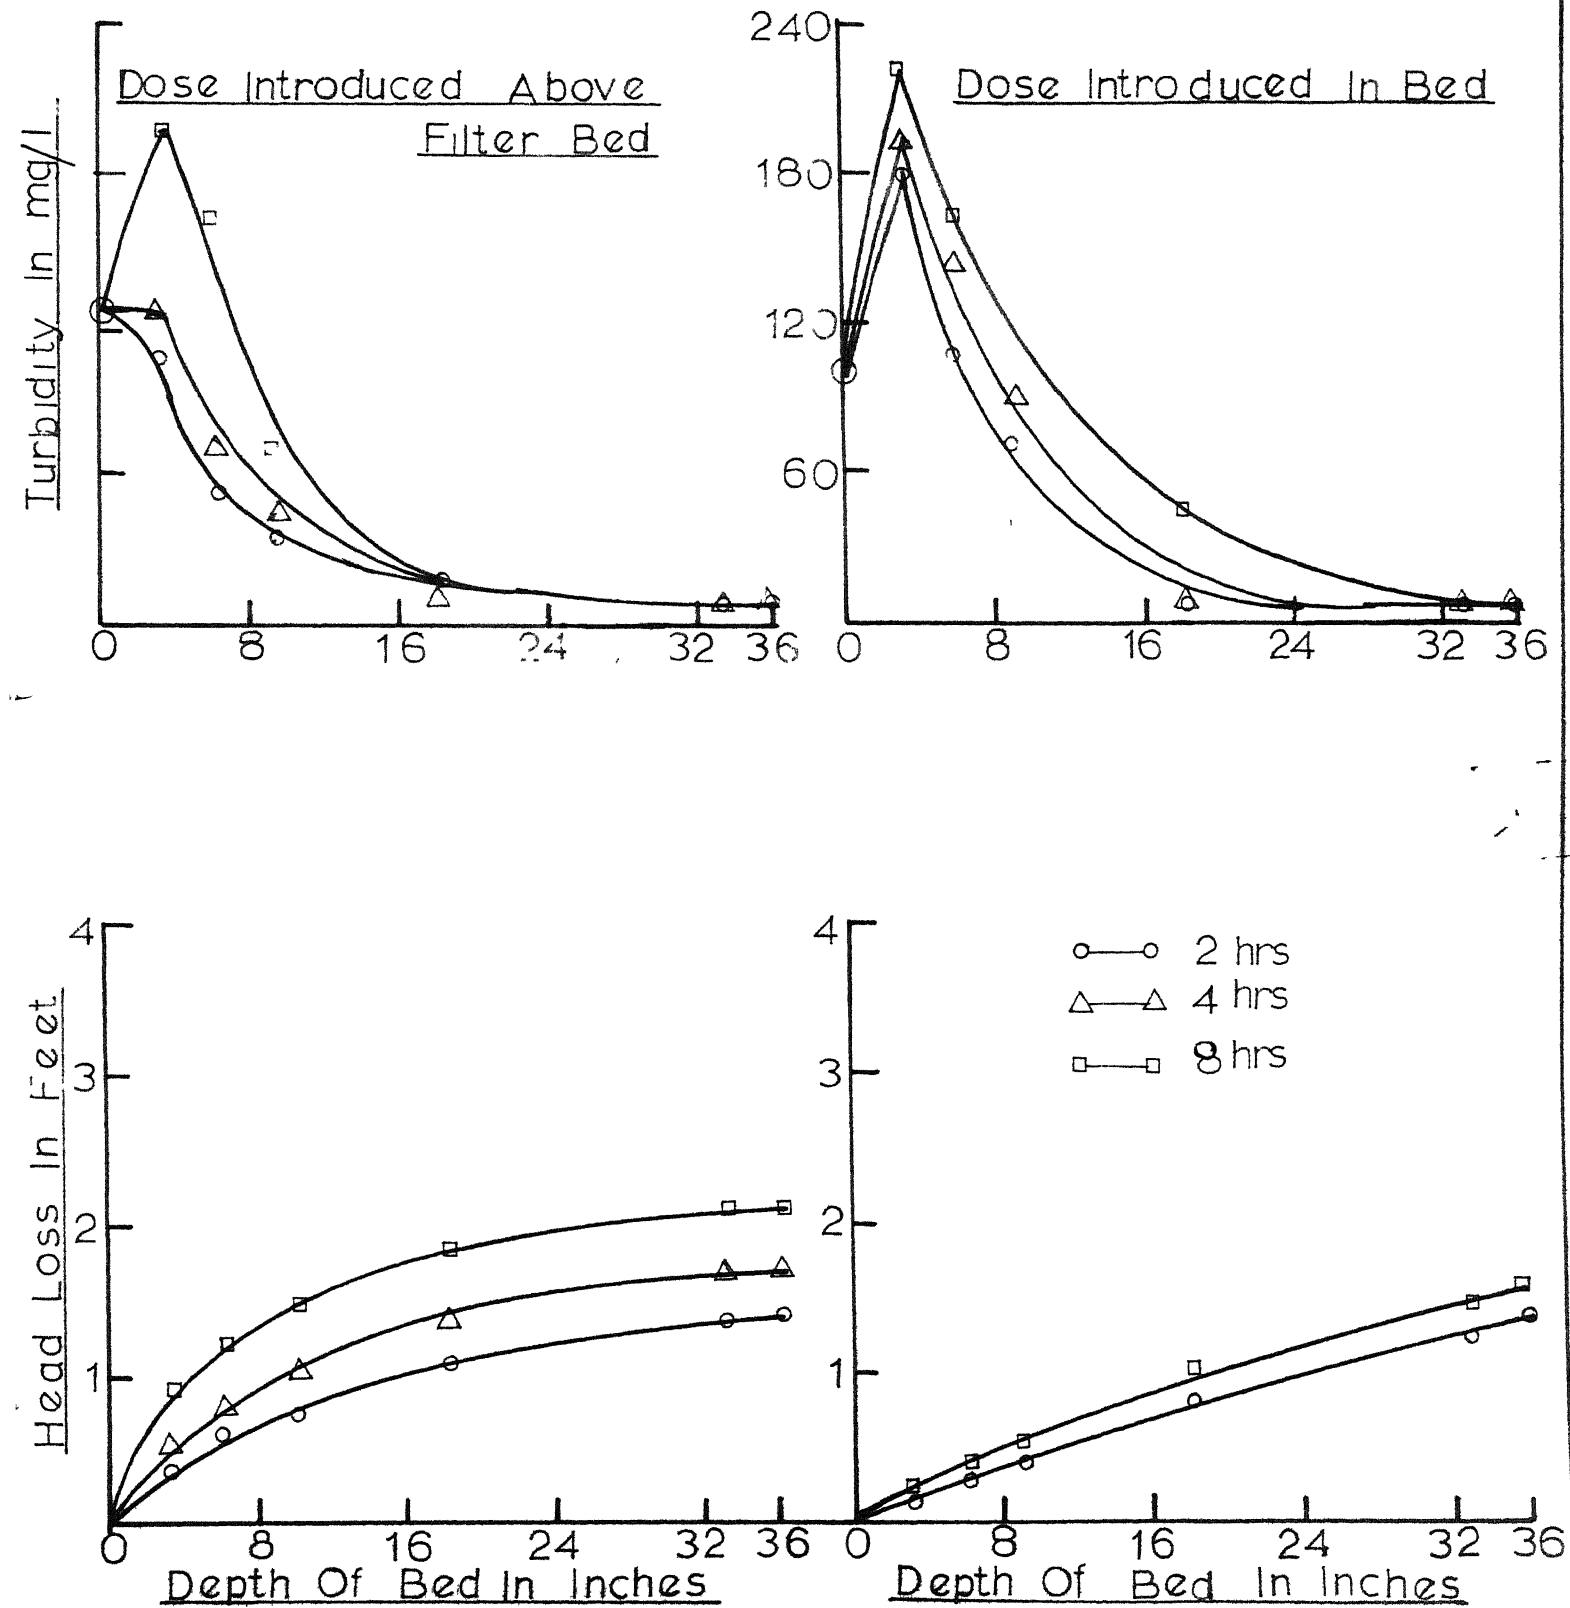 Dose Introduced Above
Filter Bed
Turbidity In mg/l
0 8 16 24 32 36
Dose Introduced In Bed
240
180
120
60
0 8 16 24 32 36
Head Loss In Feet
4
3
2
1
0 8 16 24 32 36
Depth Of Bed In Inches
4
3
2
1
2 hrs
4 hrs
8 hrs
0 8 16 24 32 36
Depth Of Bed In Inches